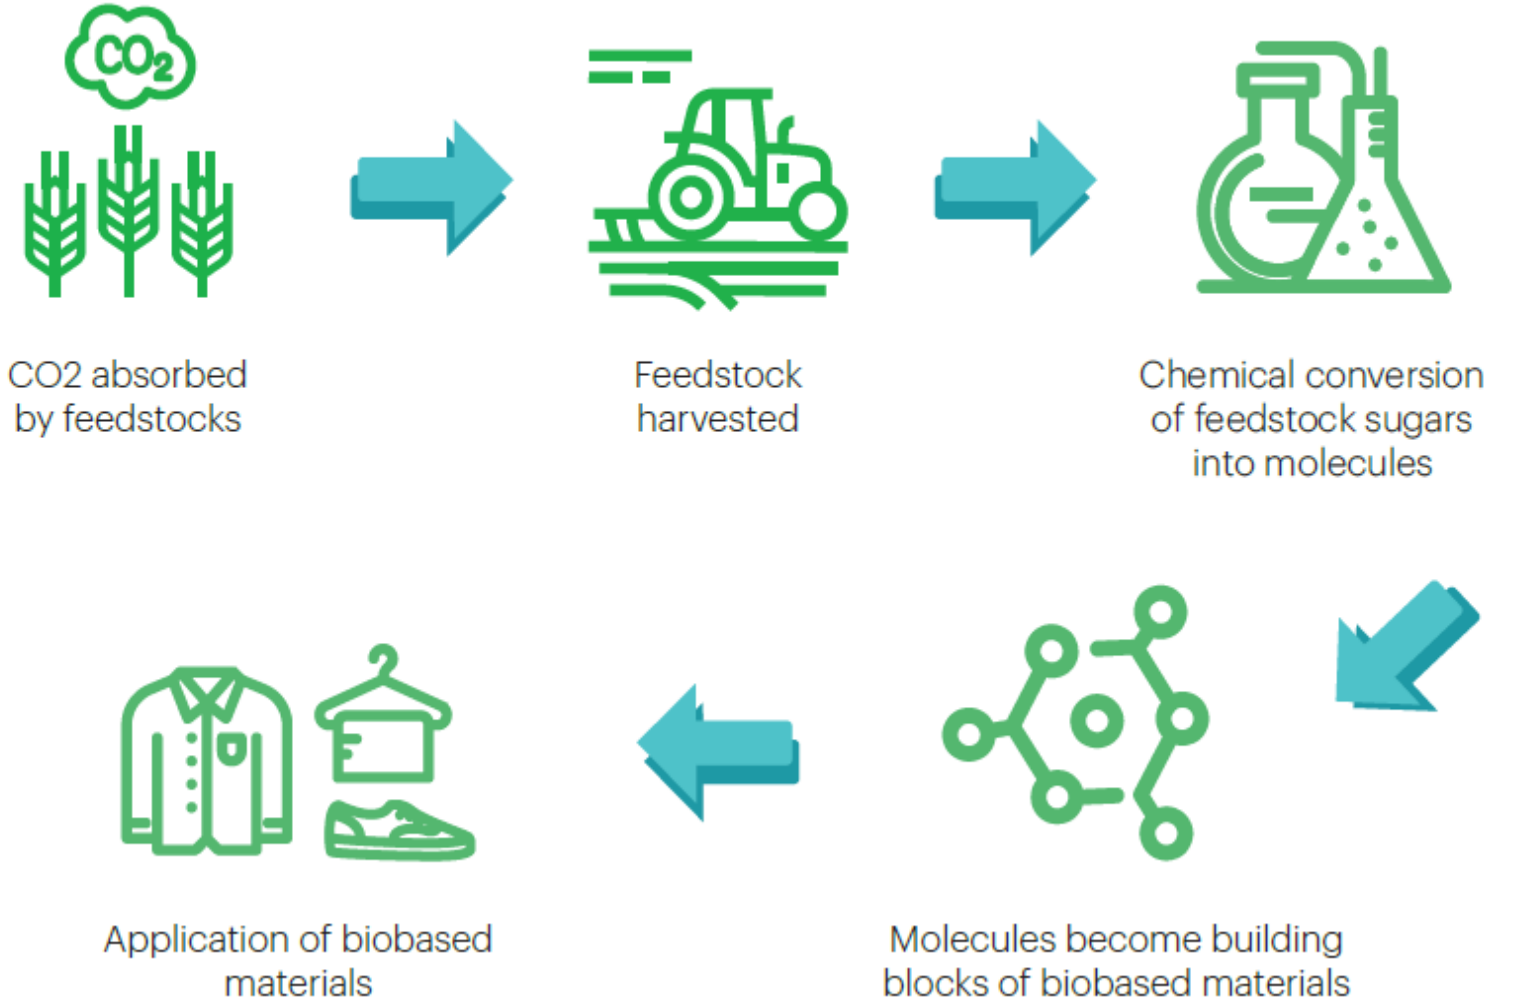 CO2
CO2 absorbed
by feedstocks
Feedstock
harvested
Chemical conversion
of feedstock sugars
into molecules
Application of biobased
materials
Molecules become building
blocks of biobased materials